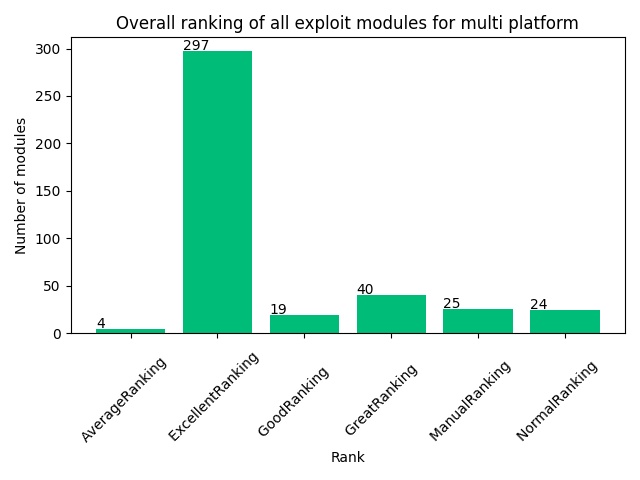 Overall ranking of all exploit modules for multi platform
Number of modules
300
250
200
150
100
50
0
4
297
19
40
25
24
AverageRanking
ExcellentRanking
GoodRanking
GreatRanking
ManualRanking
NormalRanking
Rank